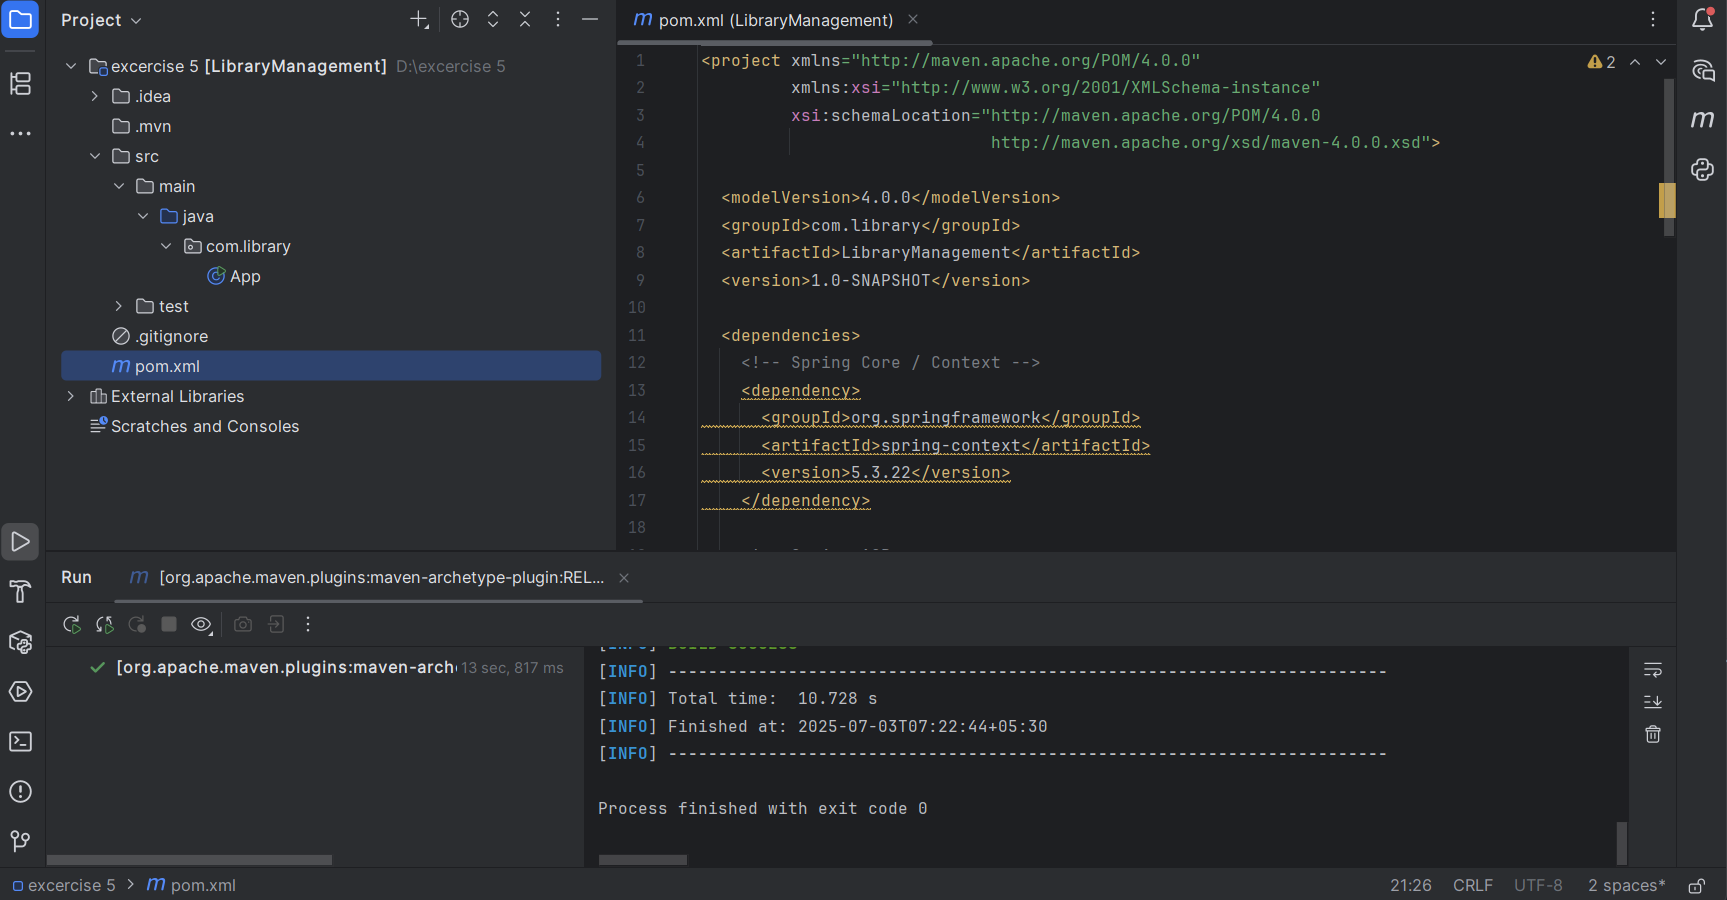 Project
pom.xml (LibraryManagement)
excercise 5 [LibraryManagement] D:\excercise 5
.idea
.mvn
src
main
java
com.library
App
test
.gitignore
pom.xml
External Libraries
Scratches and Consoles
2
1 <project xmlns="http://maven.apache.org/POM/4.0.0"
2 xmlns:xsi="http://www.w3.org/2001/XMLSchema-instance"
3 xsi:schemaLocation="http://maven.apache.org/POM/4.0.0
4 http://maven.apache.org/xsd/maven-4.0.0.xsd">
5
6 <modelVersion>4.0.0</modelVersion>
7 <groupId>com.library</groupId>
8 <artifactId>LibraryManagement</artifactId>
9 <version>1.0-SNAPSHOT</version>
10
11 <dependencies>
12 <!-- Spring Core / Context -->
13 <dependency>
14 <groupId>org.springframework</groupId>
15 <artifactId>spring-context</artifactId>
16 <version>5.3.22</version>
17 </dependency>
18
Run
[org.apache.maven.plugins:maven-archetype-plugin:REL...
[org.apache.maven.plugins:maven-arch 13 sec, 817 ms
[INFO] BUILD SUCCESS
[INFO] ------------------------------------------------------------------------
[INFO] Total time:  10.728 s
[INFO] Finished at: 2025-07-03T07:22:44+05:30
[INFO] ------------------------------------------------------------------------
Process finished with exit code 0
excercise 5 > pom.xml
21:26 CRLF UTF-8 2 spaces*